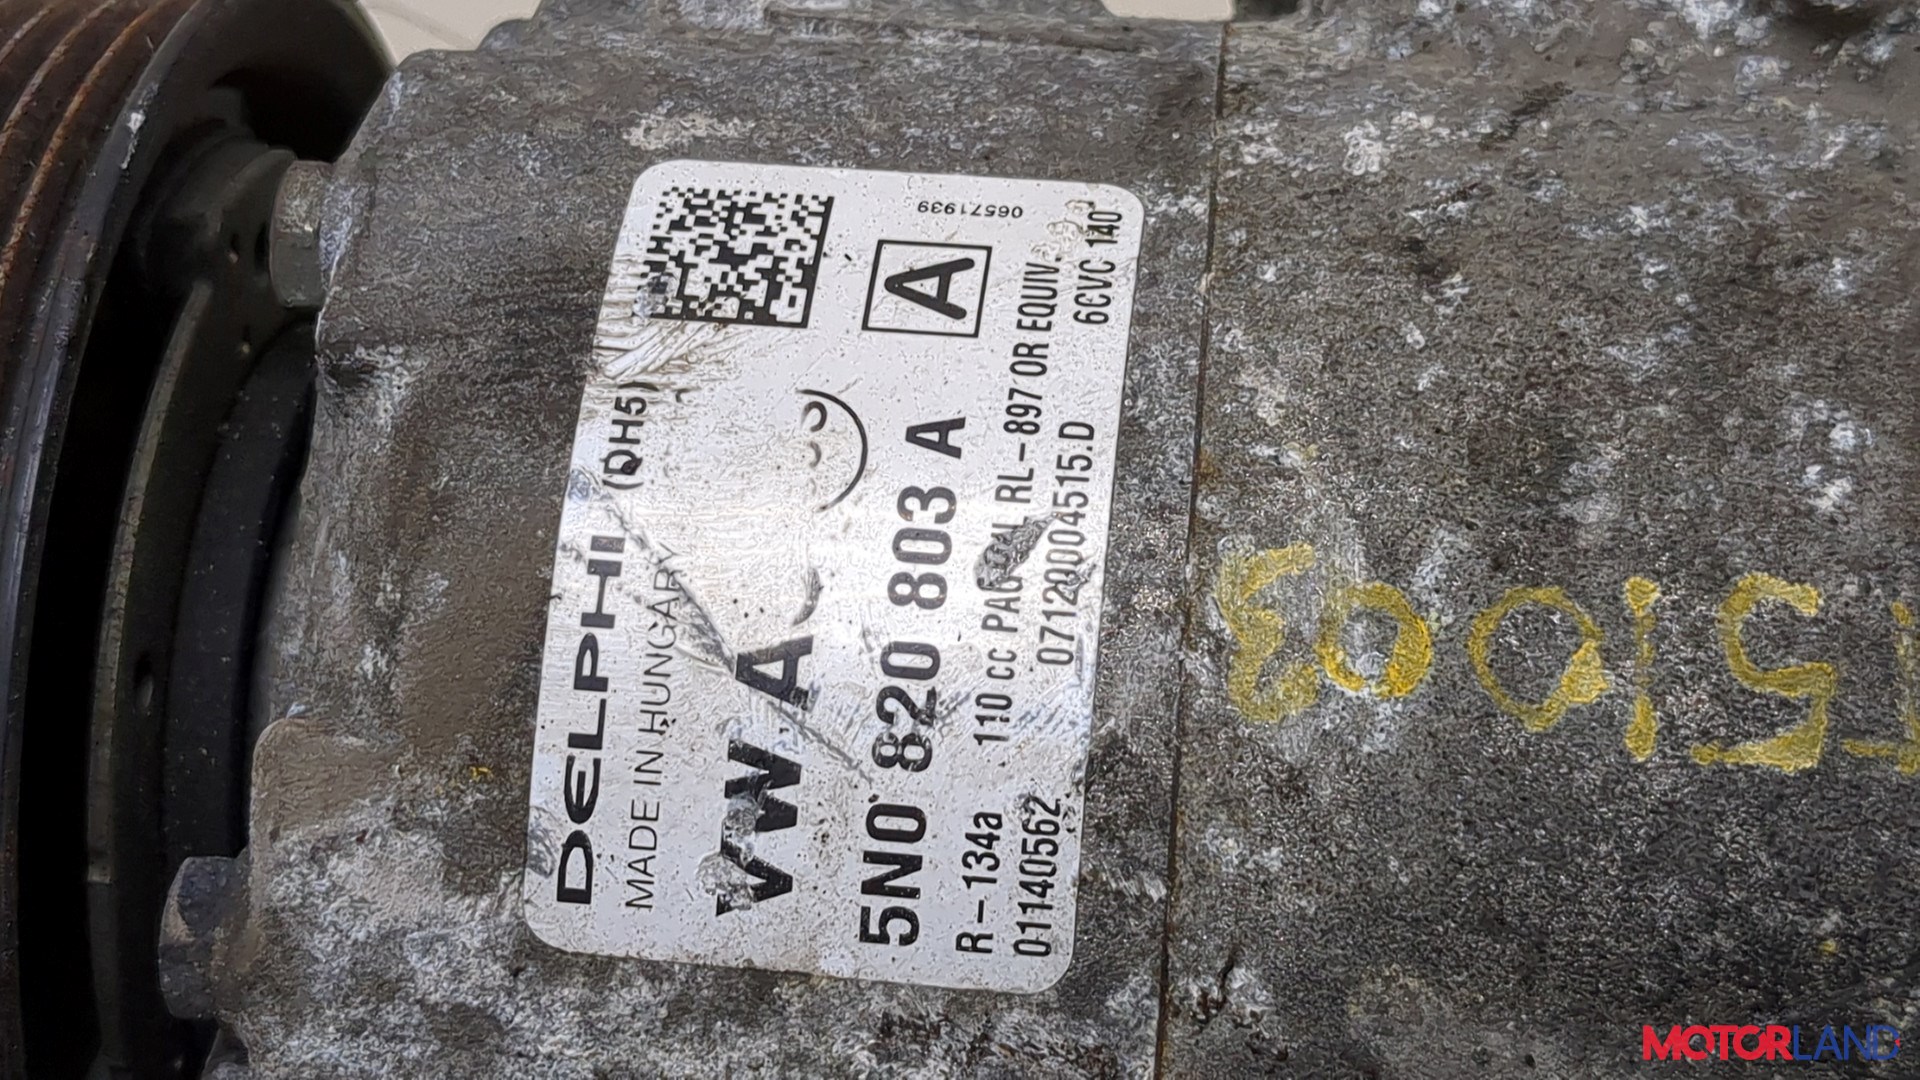 DELPHI (DH5)
MADE IN HUNGARY
VWA
5N0 820 803 A
A
06571939
R-134a 110 cc PAG RL-897 OR EQUIV.
01140562 07120004515.D 6CVC 140
51003
MOTORLAND